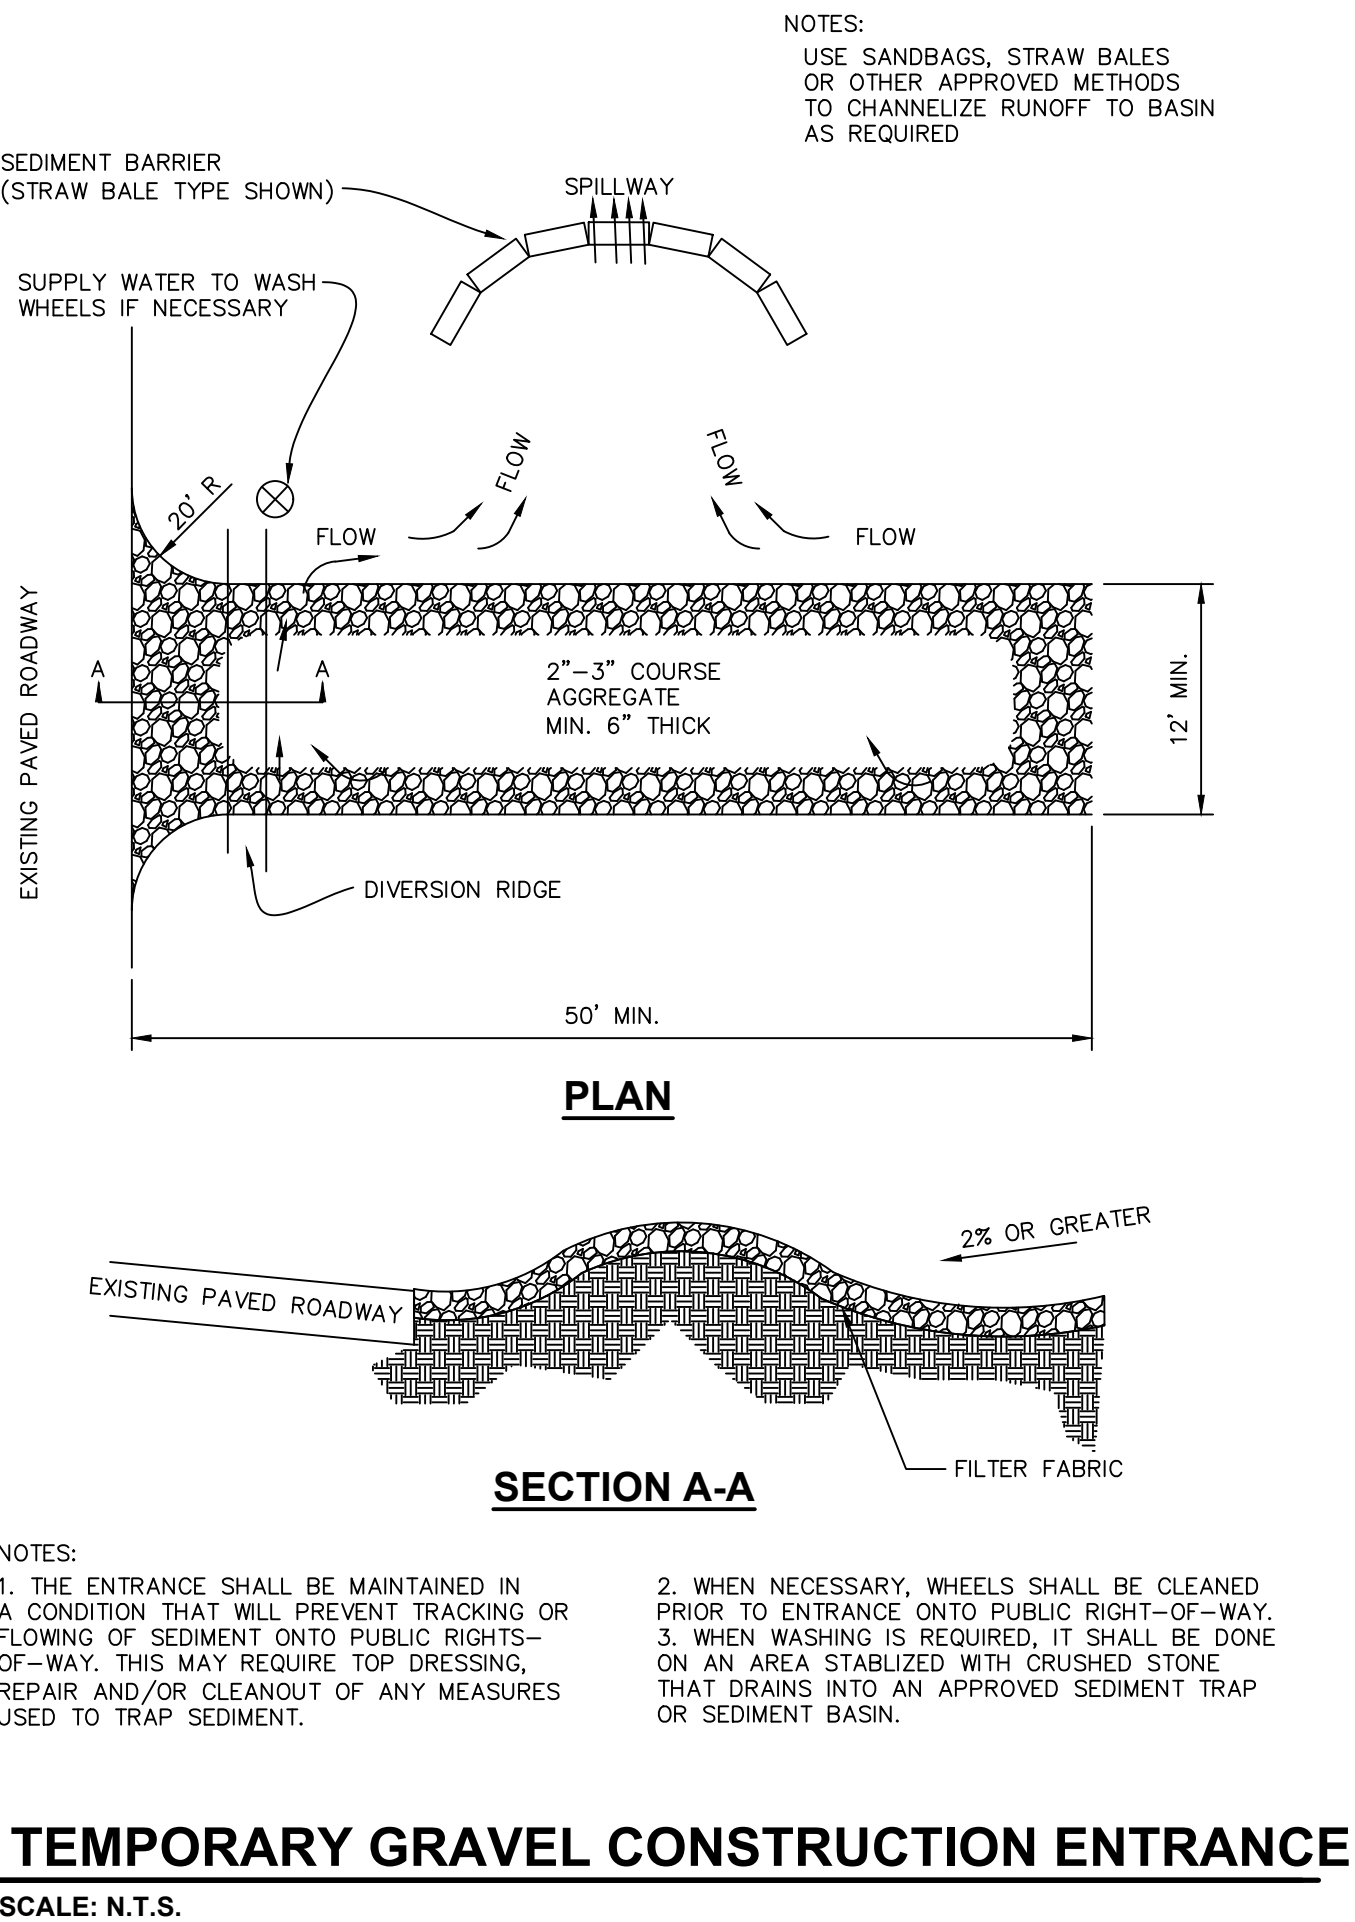 NOTES:
USE SANDBAGS, STRAW BALES
OR OTHER APPROVED METHODS
TO CHANNELIZE RUNOFF TO BASIN
AS REQUIRED
SEDIMENT BARRIER
(STRAW BALE TYPE SHOWN)
SPILLWAY
SUPPLY WATER TO WASH
WHEELS IF NECESSARY
FLOW
FLOW
20' R
FLOW
FLOW
EXISTING PAVED ROADWAY
A
A
2"-3" COURSE
AGGREGATE
MIN. 6" THICK
12' MIN.
DIVERSION RIDGE
50' MIN.
PLAN
2% OR GREATER
EXISTING PAVED ROADWAY
FILTER FABRIC
SECTION A-A
NOTES:
1. THE ENTRANCE SHALL BE MAINTAINED IN
A CONDITION THAT WILL PREVENT TRACKING OR
FLOWING OF SEDIMENT ONTO PUBLIC RIGHTS-
OF-WAY. THIS MAY REQUIRE TOP DRESSING,
REPAIR AND/OR CLEANOUT OF ANY MEASURES
USED TO TRAP SEDIMENT.
2. WHEN NECESSARY, WHEELS SHALL BE CLEANED
PRIOR TO ENTRANCE ONTO PUBLIC RIGHT-OF-WAY.
3. WHEN WASHING IS REQUIRED, IT SHALL BE DONE
ON AN AREA STABLIZED WITH CRUSHED STONE
THAT DRAINS INTO AN APPROVED SEDIMENT TRAP
OR SEDIMENT BASIN.
TEMPORARY GRAVEL CONSTRUCTION ENTRANCE
SCALE: N.T.S.